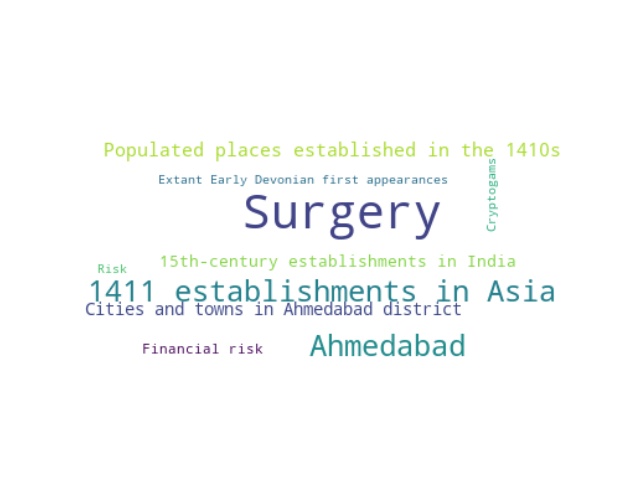 Populated places established in the 1410s
Extant Early Devonian first appearances
Cryptogams
Surgery
15th-century establishments in India
Risk
1411 establishments in Asia
Cities and towns in Ahmedabad district
Financial risk
Ahmedabad